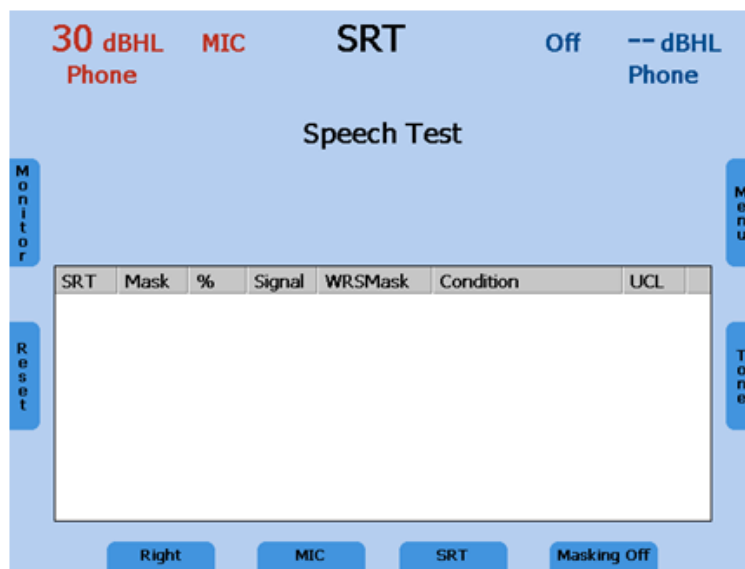 30 dBHL MIC SRT Off -- dBHL
Phone Phone
Speech Test
Monitor
Menu
SRT Mask % Signal WRSMask Condition UCL
Reset
Tone
Right MIC SRT Masking Off